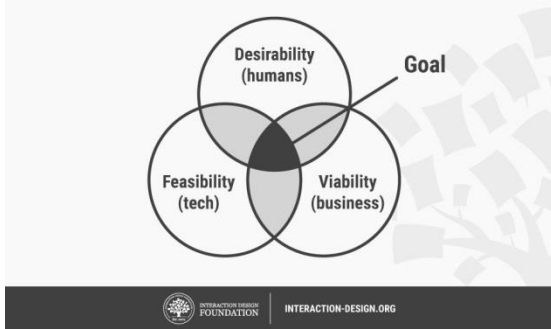 Desirability
(humans)
Goal
Feasibility
(tech)
Viability
(business)
INTERACTION DESIGN
FOUNDATION
INTERACTION-DESIGN.ORG